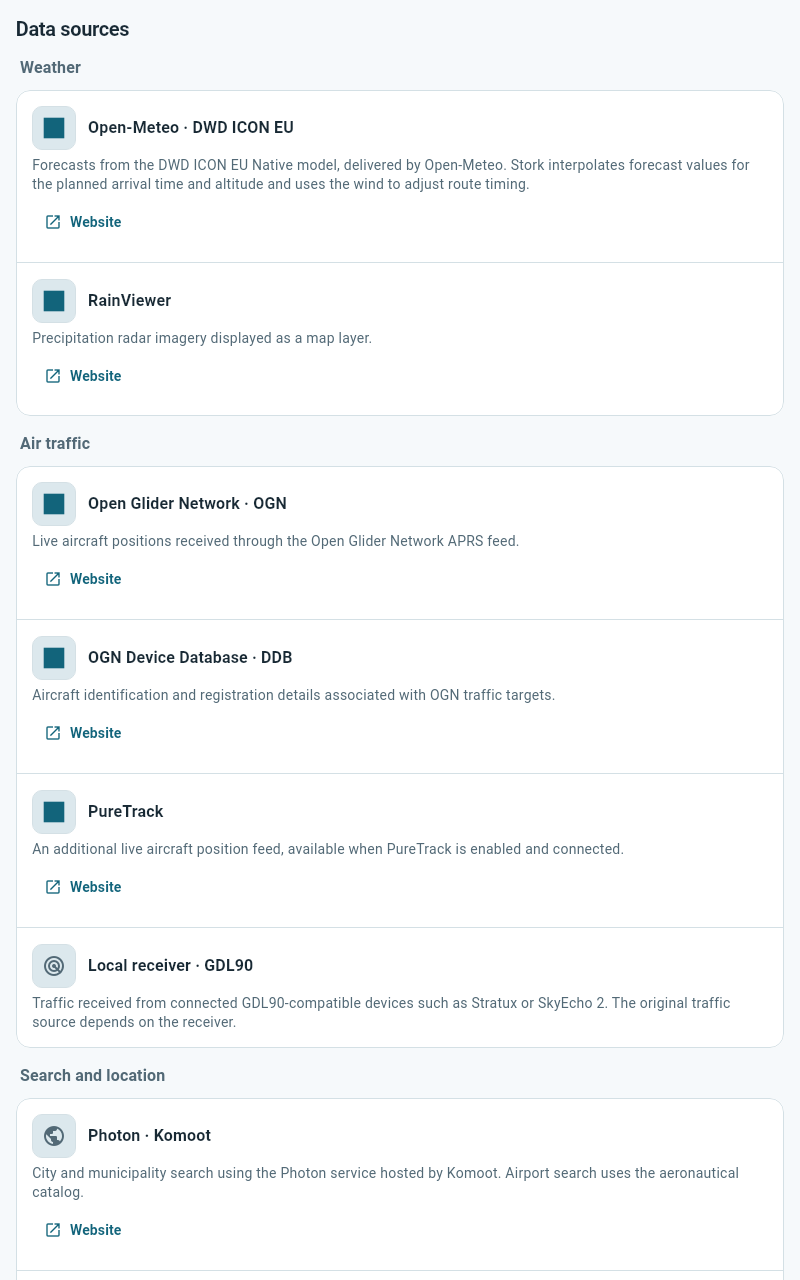 Data sources
Weather
Open-Meteo · DWD ICON EU
Forecasts from the DWD ICON EU Native model, delivered by Open-Meteo. Stork interpolates forecast values for
the planned arrival time and altitude and uses the wind to adjust route timing.
Website
RainViewer
Precipitation radar imagery displayed as a map layer.
Website
Air traffic
Open Glider Network · OGN
Live aircraft positions received through the Open Glider Network APRS feed.
Website
OGN Device Database · DDB
Aircraft identification and registration details associated with OGN traffic targets.
Website
PureTrack
An additional live aircraft position feed, available when PureTrack is enabled and connected.
Website
Local receiver · GDL90
Traffic received from connected GDL90-compatible devices such as Stratux or SkyEcho 2. The original traffic
source depends on the receiver.
Search and location
Photon · Komoot
City and municipality search using the Photon service hosted by Komoot. Airport search uses the aeronautical
catalog.
Website